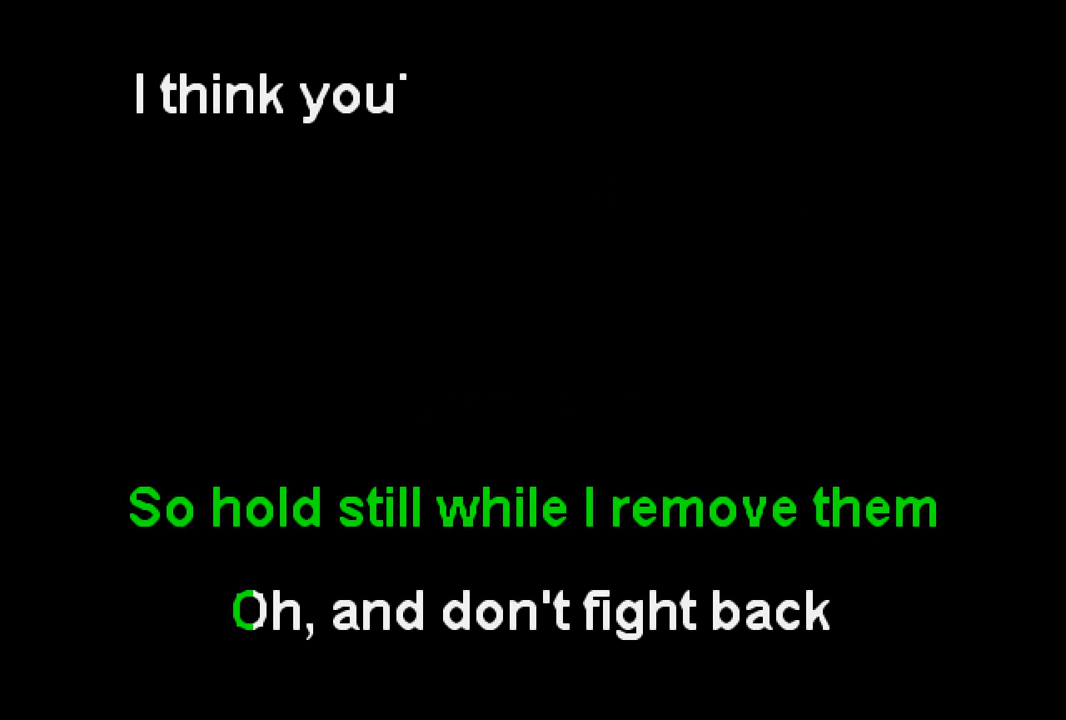 I think you'
So hold still while I remove them
Oh, and don't fight back